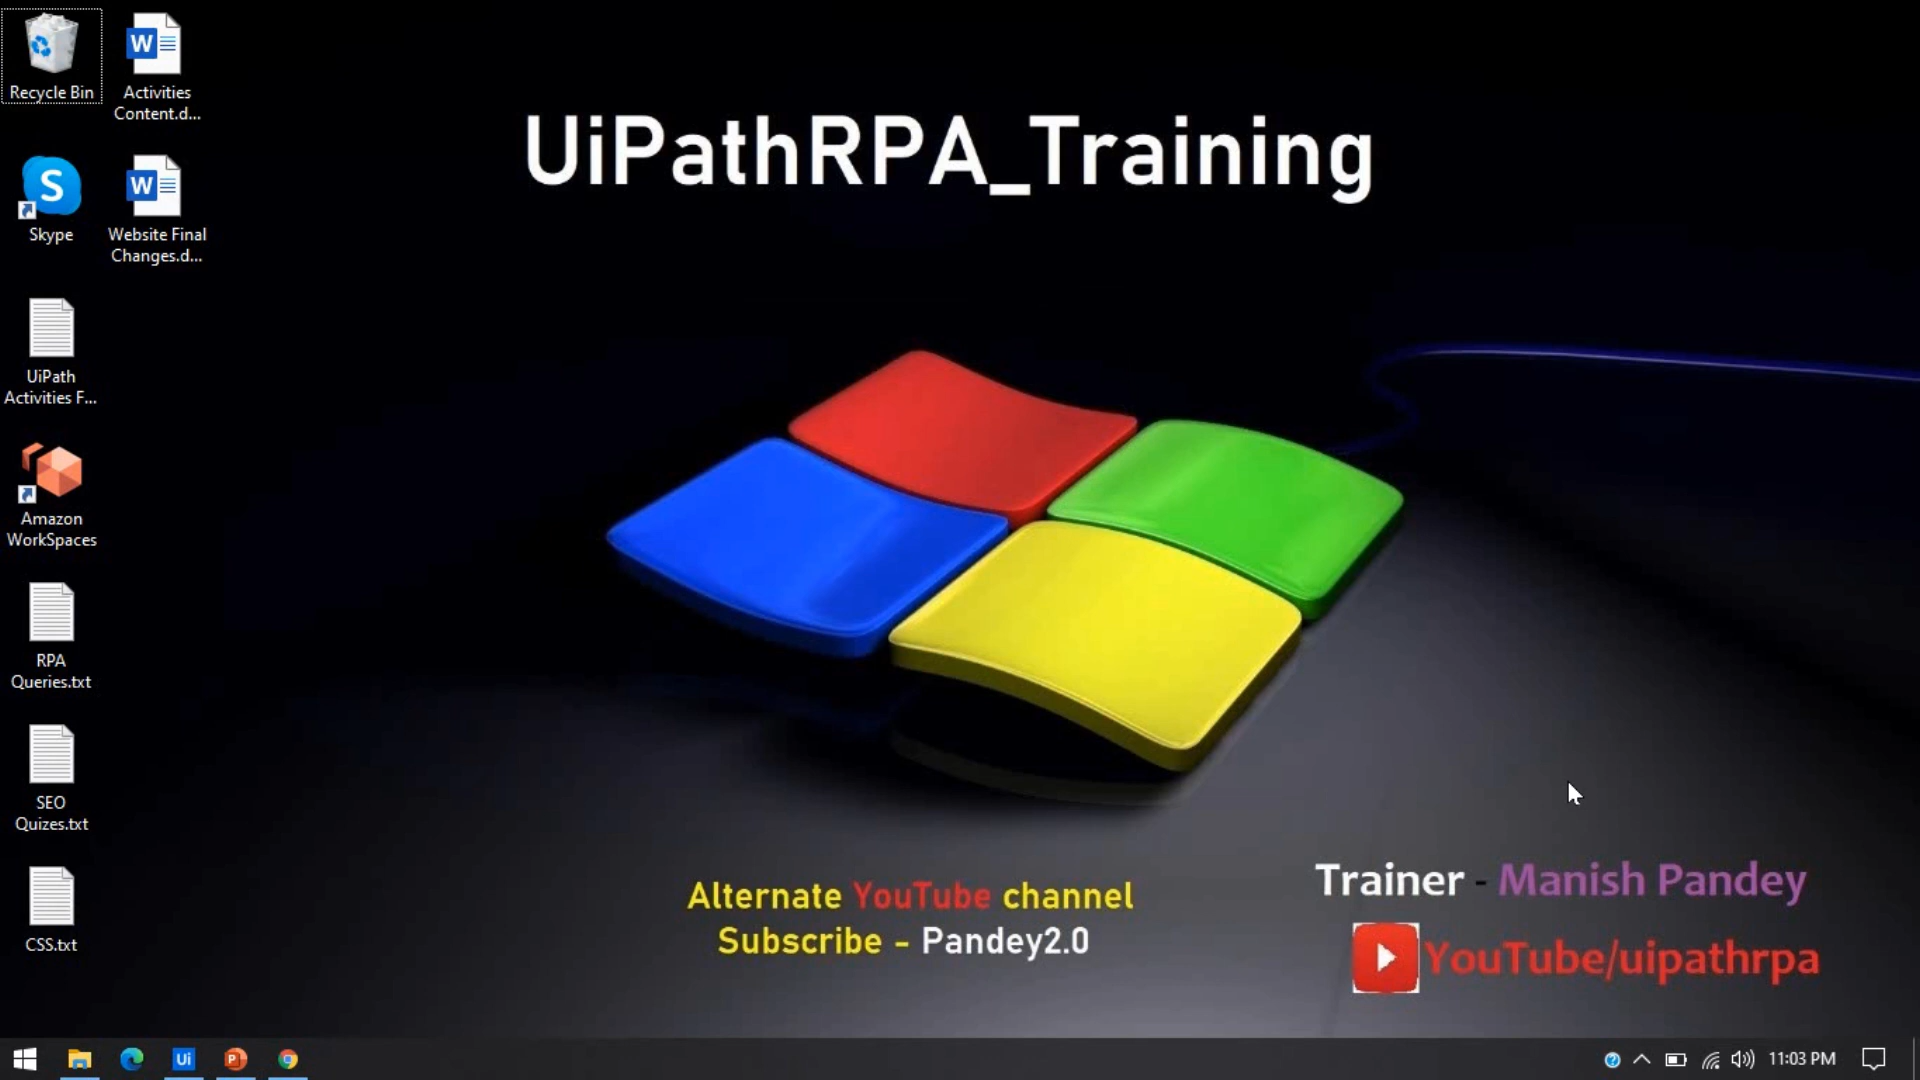 Recycle Bin
Activities
Content.d...
Skype
Website Final
Changes.d...
UiPath
Activities F...
Amazon
WorkSpaces
RPA
Queries.txt
SEO
Quizes.txt
CSS.txt
UiPathRPA_Training
Alternate YouTube channel
Subscribe - Pandey2.0
Trainer - Manish Pandey
YouTube/uipathrpa
Ui
11:03 PM